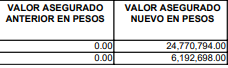 VALOR ASEGURADO VALOR ASEGURADO
ANTERIOR EN PESOS NUEVO EN PESOS
0.00 24,770,794.00
0.00 6,192,698.00